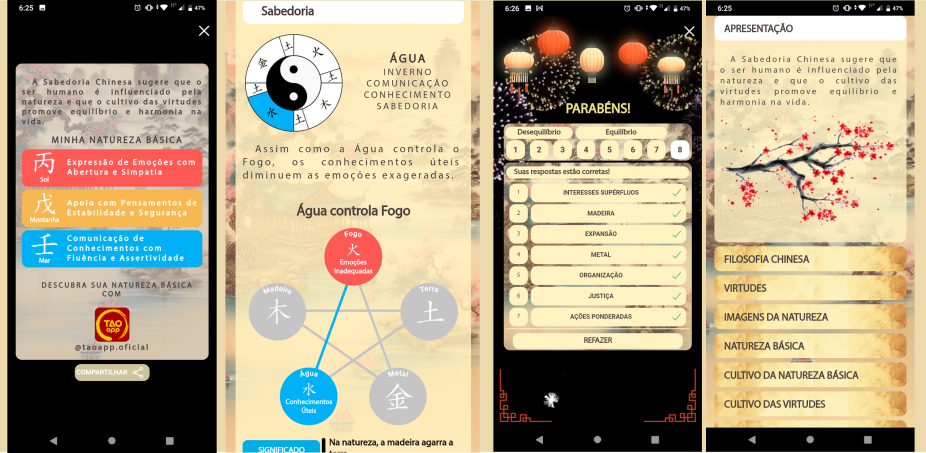 6:25
47%
A Sabedoria Chinesa sugere que o
ser humano é influenciado pela
natureza e que o cultivo das virtudes
promove equilíbrio e harmonia na
vida.
MINHA NATUREZA BÁSICA
丙
Sol
Expressão de Emoções com
Abertura e Simpatia
戊
Montanha
Apoio com Pensamentos de
Estabilidade e Segurança
壬
Mar
Comunicação de
Conhecimentos com
Fluência e Assertividade
DESCUBRA SUA NATUREZA BÁSICA
COM
TAO
app
@taoapp.oficial
COMPARTILHAR
Sabedoria
土
火
金
土
土
木
水
土
ÁGUA
INVERNO
COMUNICAÇÃO
CONHECIMENTO
SABEDORIA
Assim como a Água controla o
Fogo, os conhecimentos úteis
diminuem as emoções exageradas.
Água controla Fogo
Fogo
火
Emoções
Inadequadas
Madeira
木
Terra
土
Água
水
Conhecimentos
Úteis
Metal
金
SIGNIFICADO
Na natureza, a madeira agarra a
6:26
47%
PARABÉNS!
Desequilíbrio
Equilíbrio
1 2 3 4 5 6 7 8
Suas respostas estão corretas!
1 INTERESSES SUPÉRFLUOS
2 MADEIRA
3 EXPANSÃO
4 METAL
5 ORGANIZAÇÃO
6 JUSTIÇA
7 AÇÕES PONDERADAS
REFAZER
6:25
47%
APRESENTAÇÃO
A Sabedoria Chinesa sugere que
o ser humano é influenciado pela
natureza e que o cultivo das
virtudes promove equilíbrio e
harmonia na vida.
FILOSOFIA CHINESA
VIRTUDES
IMAGENS DA NATUREZA
NATUREZA BÁSICA
CULTIVO DA NATUREZA BÁSICA
CULTIVO DAS VIRTUDES